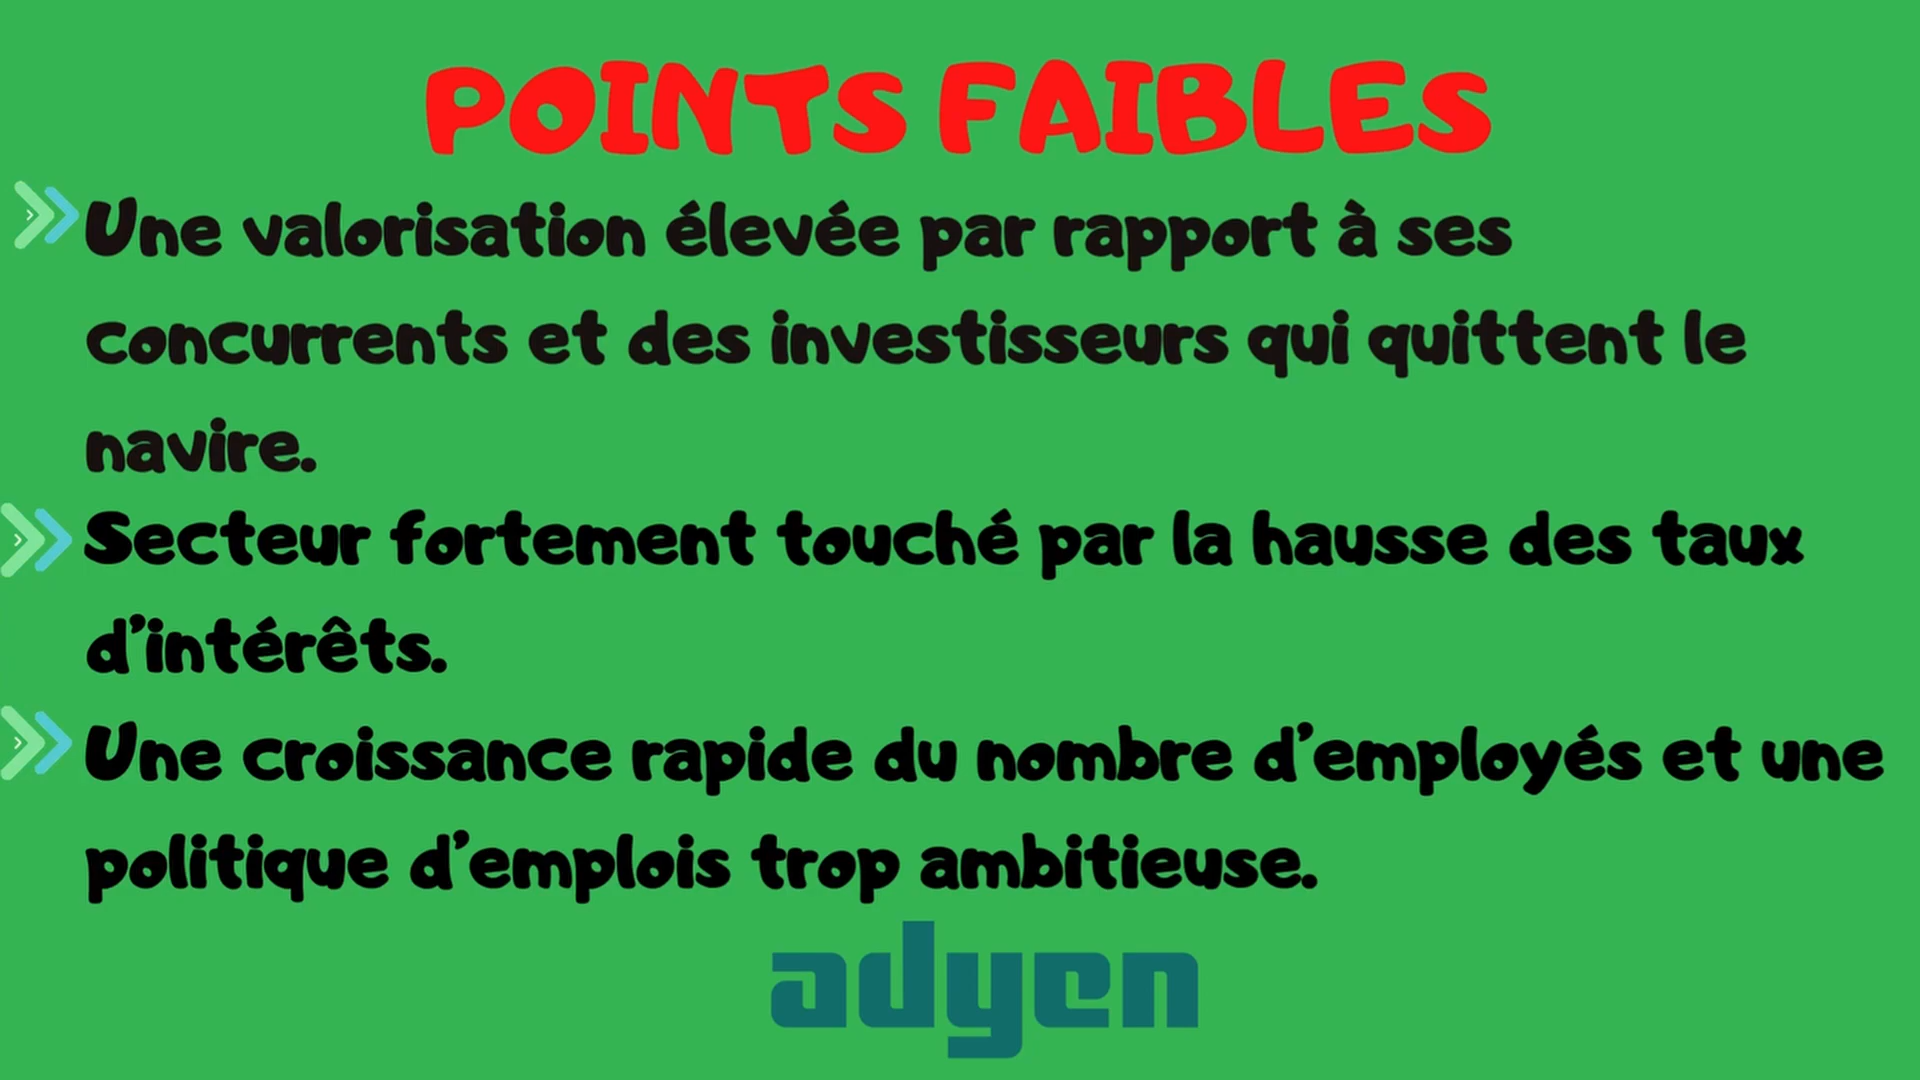 POINTS FAIBLES
Une valorisation élevée par rapport à ses
concurrents et des investisseurs qui quittent le
navire.
Secteur fortement touché par la hausse des taux
d’intérêts.
Une croissance rapide du nombre d’employés et une
politique d’emplois trop ambitieuse.
adyen